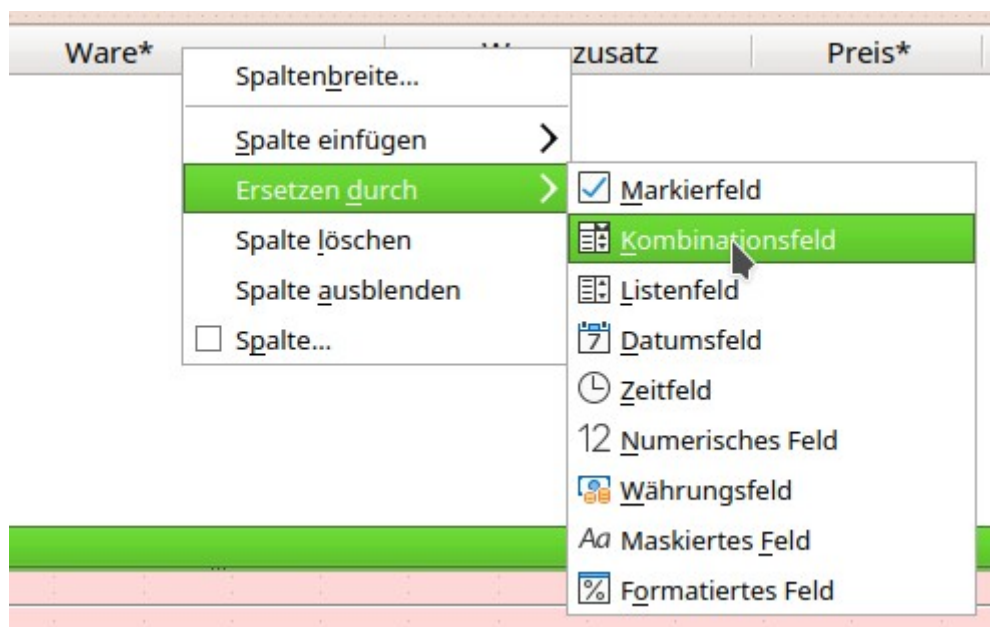 Ware*
zusatz
Preis*
Spaltenbreite...
Spalte einfügen
Ersetzen durch
Spalte löschen
Spalte ausblenden
Spalte...
Markierfeld
Kombinationsfeld
Listenfeld
7 Datumsfeld
Zeitfeld
12 Numerisches Feld
Währungsfeld
Aa Maskiertes Feld
% Formatiertes Feld